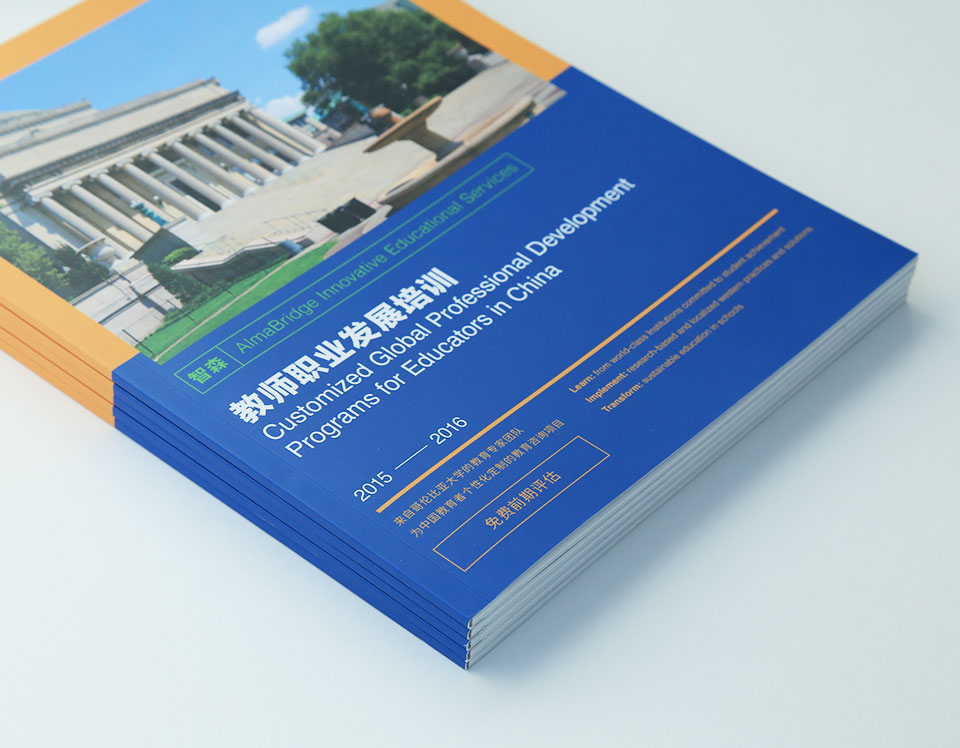 智森 AlmaBridge Innovative Educational Services
教师职业发展培训
Customized Global Professional Development
Programs for Educators in China
2015 — 2016
来自哥伦比亚大学的教育专家团队
为中国教育者个性化定制的教育咨询项目
免费前期评估
Learn: from world-class institutions committed to student achievement
Implement: research-based and localized western practices and solutions
Transform: sustainable education in schools